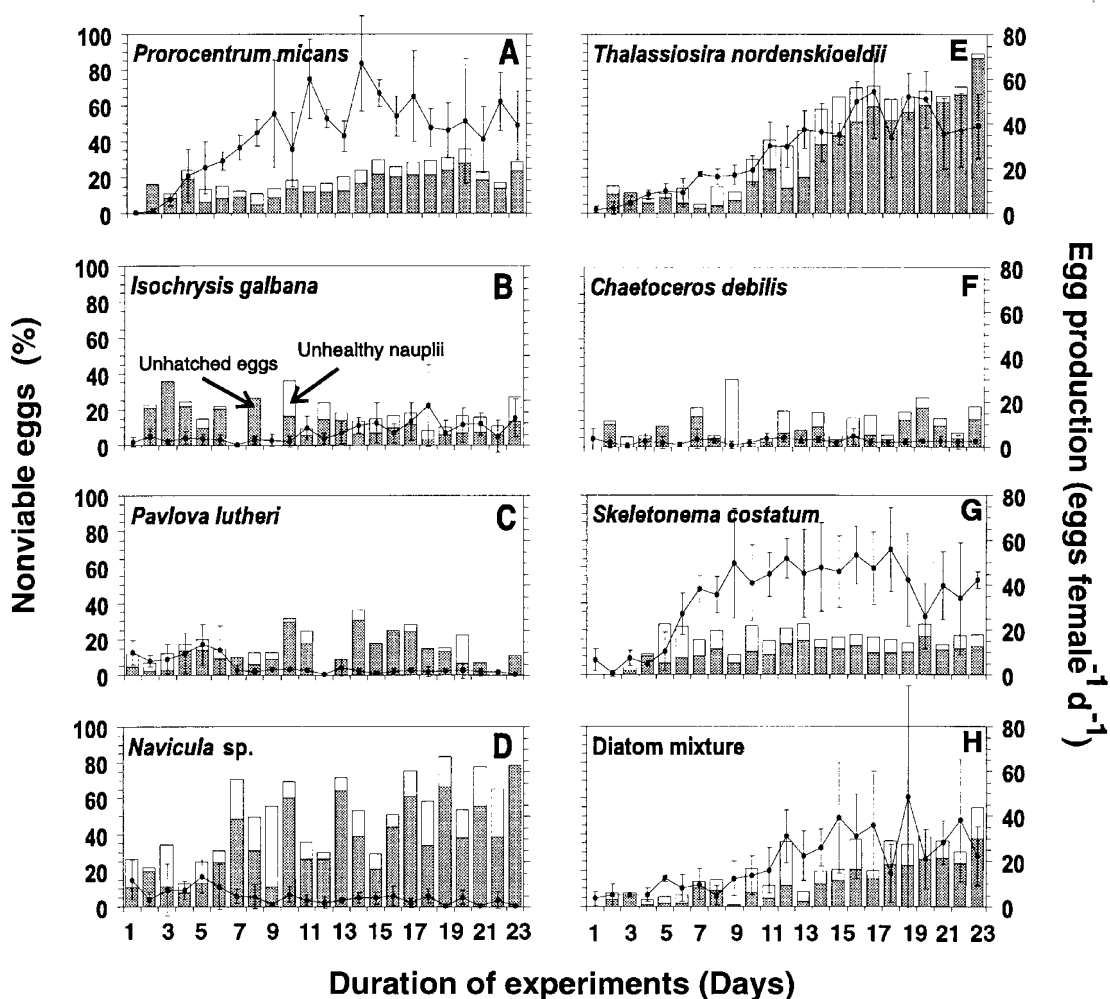 Prorocentrum micans
A
100
80
60
40
20
0
Thalassiosira nordenskioeldii
E
80
60
40
20
0
Isochrysis galbana
B
Unhatched eggs
Unhealthy nauplii
100
80
60
40
20
0
Chaetoceros debilis
F
80
60
40
20
0
Pavlova lutheri
C
100
80
60
40
20
0
Skeletonema costatum
G
80
60
40
20
0
Navicula sp.
D
100
80
60
40
20
0
Diatom mixture
H
80
60
40
20
0
1 3 5 7 9 11 13 15 17 19 21 23
1 3 5 7 9 11 13 15 17 19 21 23
Nonviable eggs (%)
Egg production (eggs female⁻¹ d⁻¹)
Duration of experiments (Days)